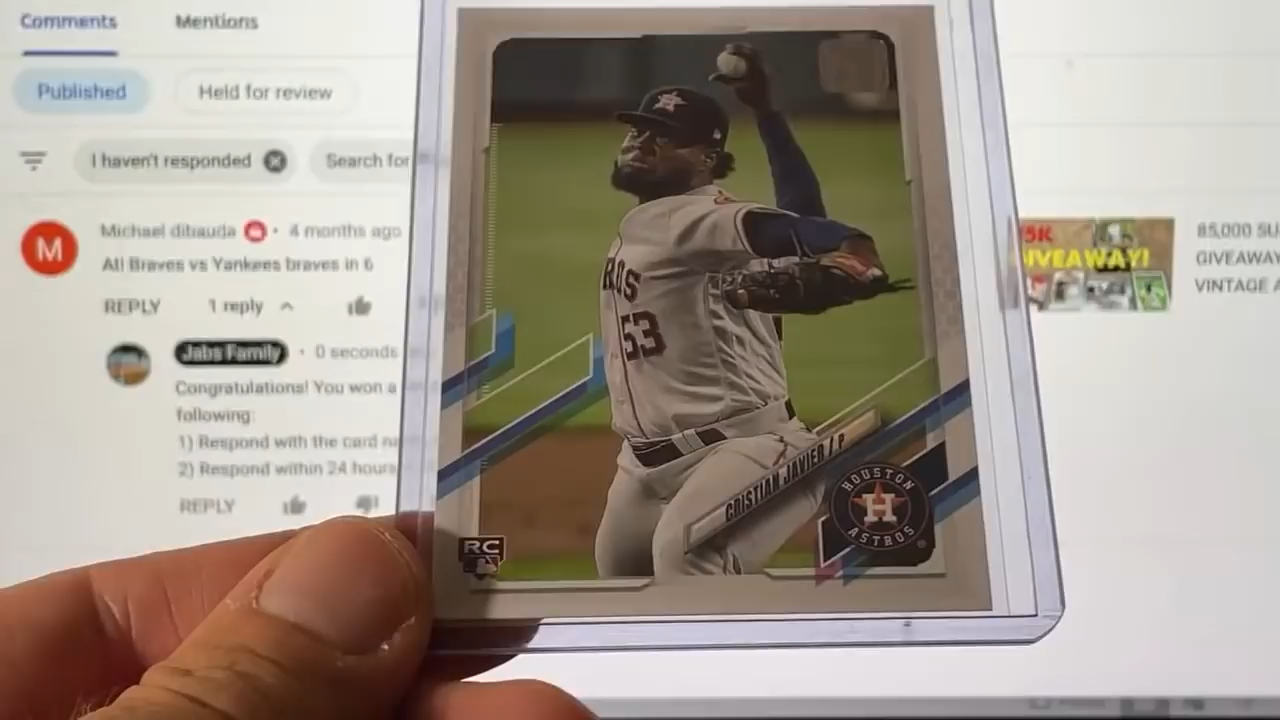 Comments Mentions
Published Held for review
I haven't responded Search for
M
Michael dibauda • 4 months ago
All Braves vs Yankees braves in 6
REPLY 1 reply
Jabs Family • 0 seconds
Congratulations! You won a
following:
1) Respond with the card na
2) Respond within 24 hours
REPLY
ROS
53
CRISTIAN JAVIER / P
HOUSTON
H
ASTROS
RC
5K
IVEAWAY!
85,000 SU
GIVEAWAY
VINTAGE A